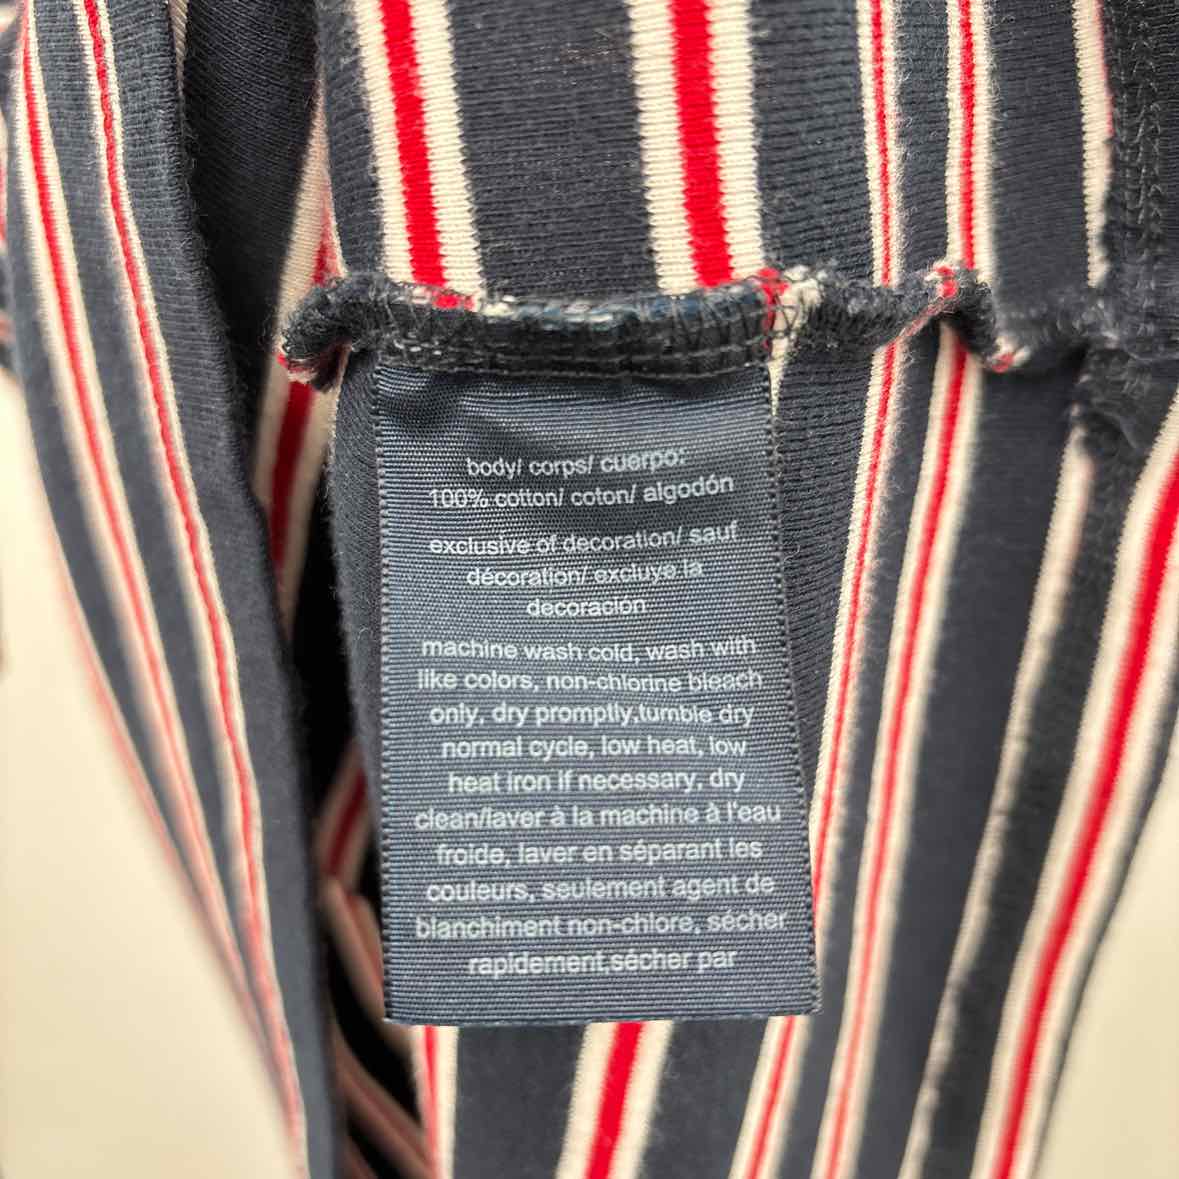 body/ corps/ cuerpo:
100% cotton/ coton/ algodón
exclusive of decoration/ sauf
décoration/ excluye la
decoración
machine wash cold, wash with
like colors, non-chlorine bleach
only, dry promptly,tumble dry
normal cycle, low heat, low
heat iron if necessary, dry
clean/laver à la machine à l'eau
froide, laver en séparant les
couleurs, seulement agent de
blanchiment non-chlore, sécher
rapidement,sécher par